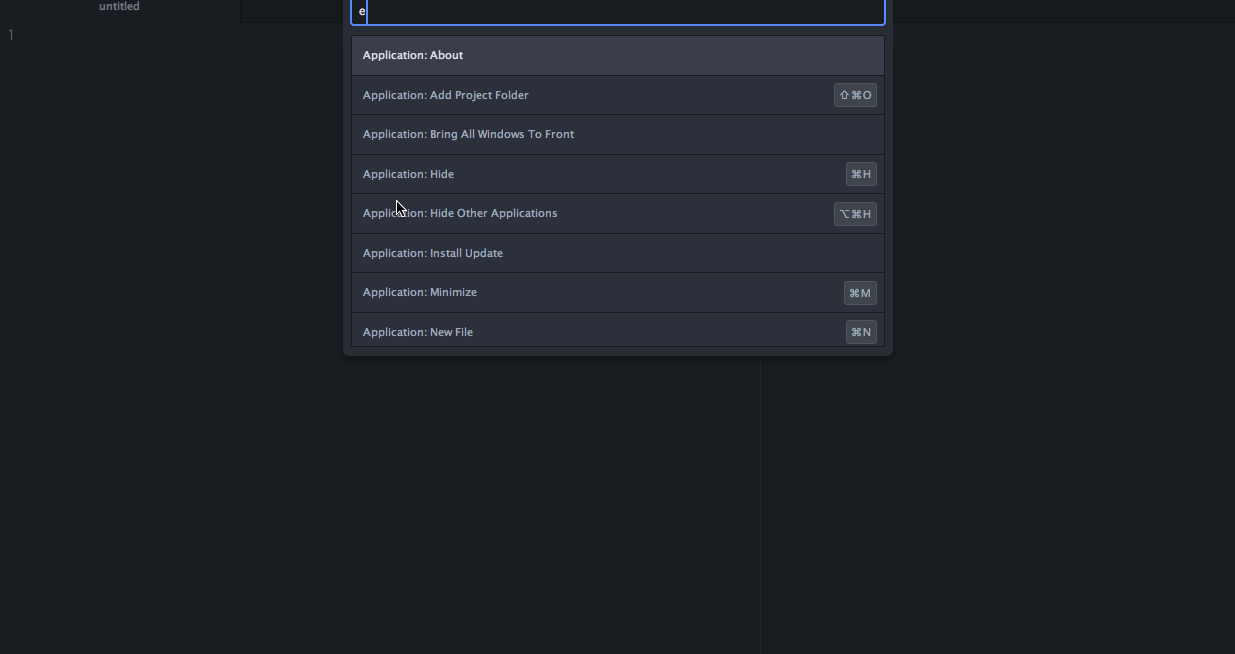 untitled
e
1
Application: About
Application: Add Project Folder ⇧⌘O
Application: Bring All Windows To Front
Application: Hide ⌘H
Application: Hide Other Applications ⌥⌘H
Application: Install Update
Application: Minimize ⌘M
Application: New File ⌘N